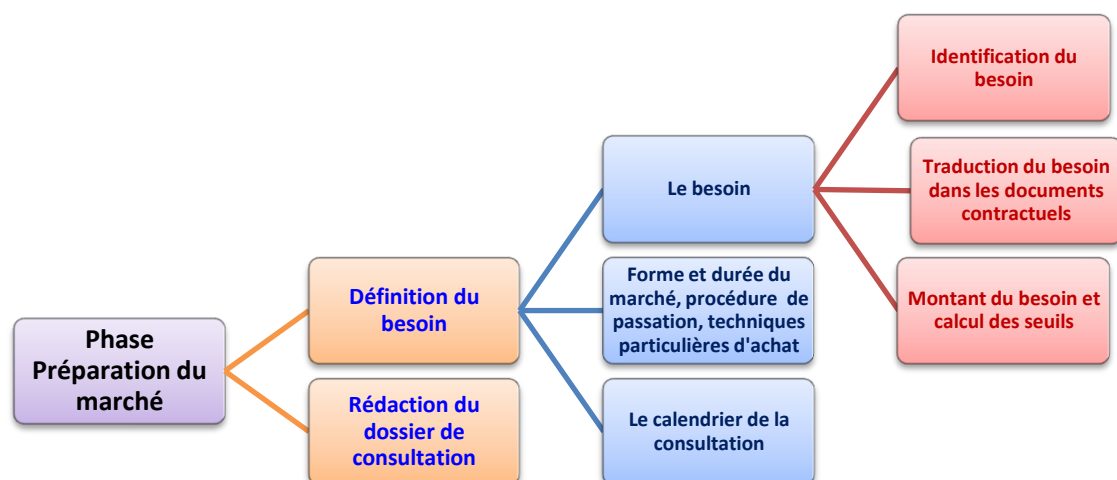 Phase
Préparation du
marché
Définition du
besoin
Rédaction du
dossier de
consultation
Le besoin
Forme et durée du
marché, procédure de
passation, techniques
particulières d'achat
Le calendrier de la
consultation
Identification du
besoin
Traduction du besoin
dans les documents
contractuels
Montant du besoin et
calcul des seuils